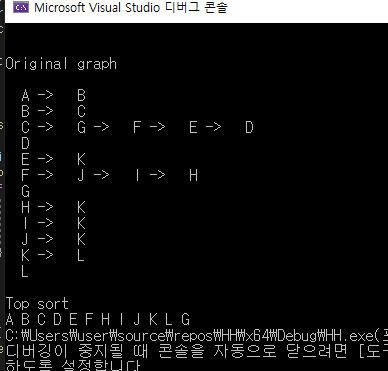 Microsoft Visual Studio 디버그 콘솔
Original graph
A -> B
B -> C
C -> G -> F -> E -> D
D
E -> K
F -> J -> I -> H
G
H -> K
I -> K
J -> K
K -> L
L
Top sort
A B C D E F H I J K L G
C:₩Users₩user₩source₩repos₩HH₩x64₩Debug₩HH.exe(
디버깅이 중지될 때 콘솔을 자동으로 닫으려면 [도
하도록 설정합니다